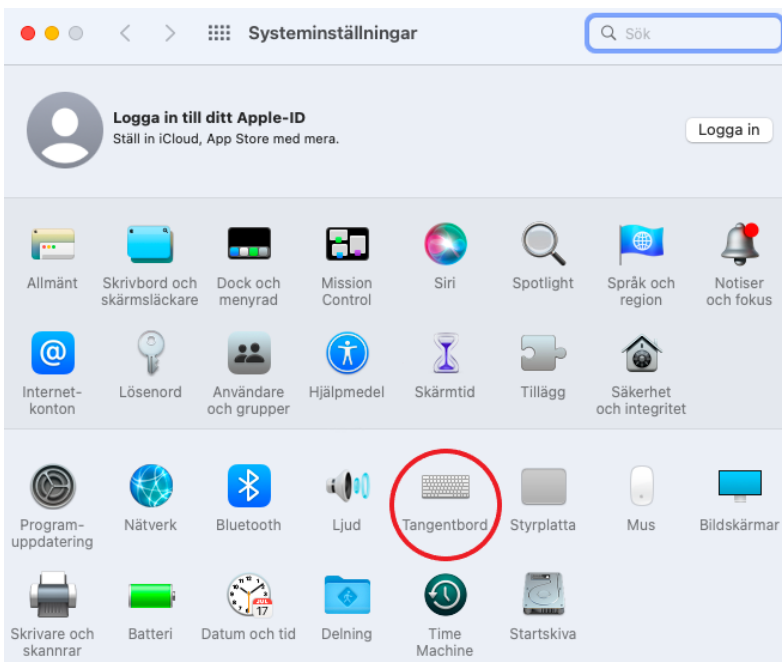 Systeminställningar
Sök
Logga in till ditt Apple-ID
Ställ in iCloud, App Store med mera.
Logga in
Allmänt
Skrivbord och
skärmsläckare
Dock och
menyrad
Mission
Control
Siri
Spotlight
Språk och
region
Notiser
och fokus
Internet-
konton
Lösenord
Användare
och grupper
Hjälpmedel
Skärmtid
Tillägg
Säkerhet
och integritet
Program-
uppdatering
Nätverk
Bluetooth
Ljud
Tangentbord
Styrplatta
Mus
Bildskärmar
Skrivare och
skannrar
Batteri
JUL
17
Datum och tid
Delning
Time
Machine
Startskiva